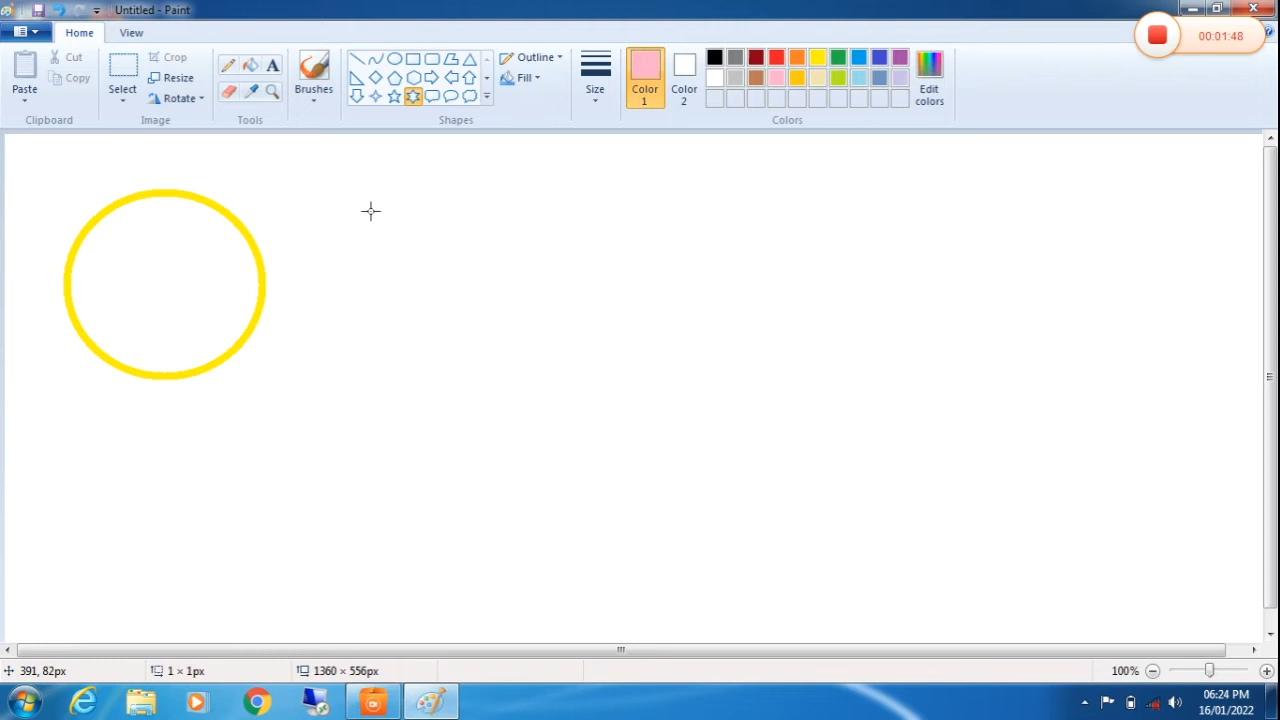 Untitled - Paint
Home
View
00:01:48
Paste
Cut
Copy
Clipboard
Select
Crop
Resize
Rotate
Image
A
Tools
Brushes
Outline
Fill
Shapes
Size
Color 1
Color 2
Edit colors
Colors
391, 82px
1 × 1px
1360 × 556px
100%
06:24 PM
16/01/2022